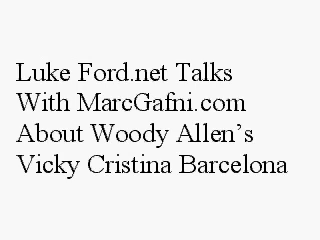 Luke Ford.net Talks
With MarcGafni.com
About Woody Allen’s
Vicky Cristina Barcelona